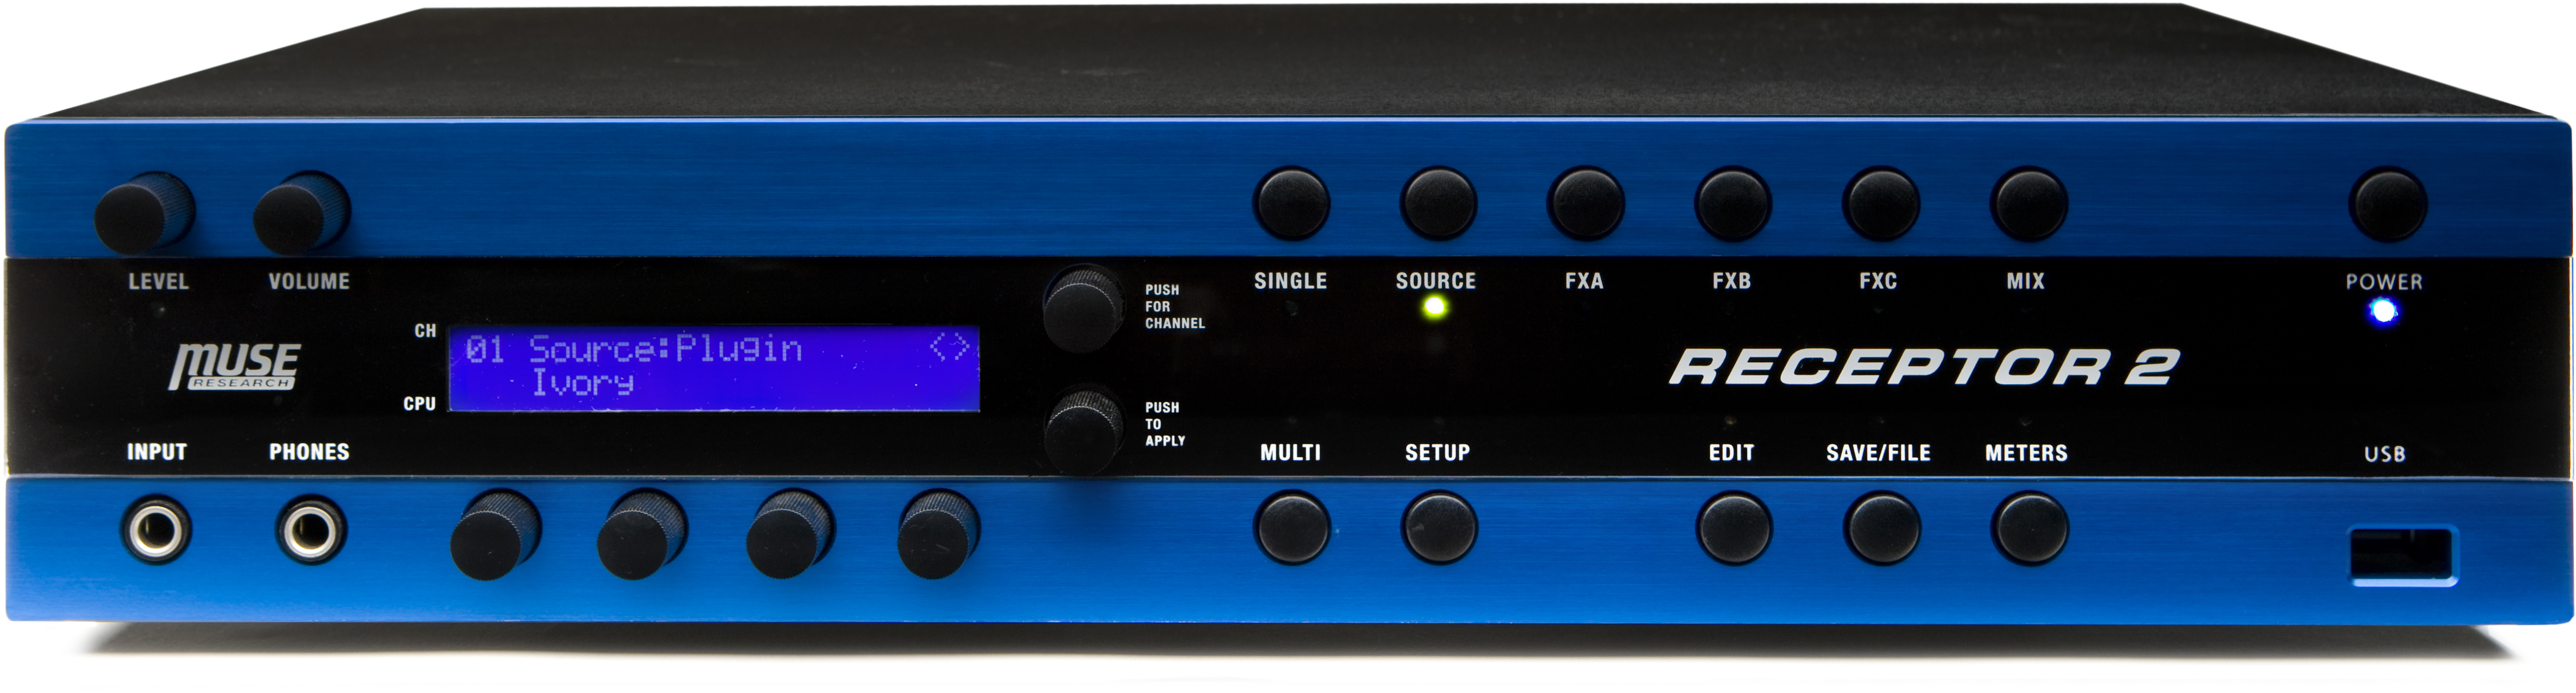 LEVEL
VOLUME
PUSH
FOR
CHANNEL
SINGLE
SOURCE
FXA
FXB
FXC
MIX
POWER
MUSE
RESEARCH
CH
CPU
01 Source:Plugin <>
Ivory
PUSH
TO
APPLY
RECEPTOR 2
INPUT
PHONES
MULTI
SETUP
EDIT
SAVE/FILE
METERS
USB